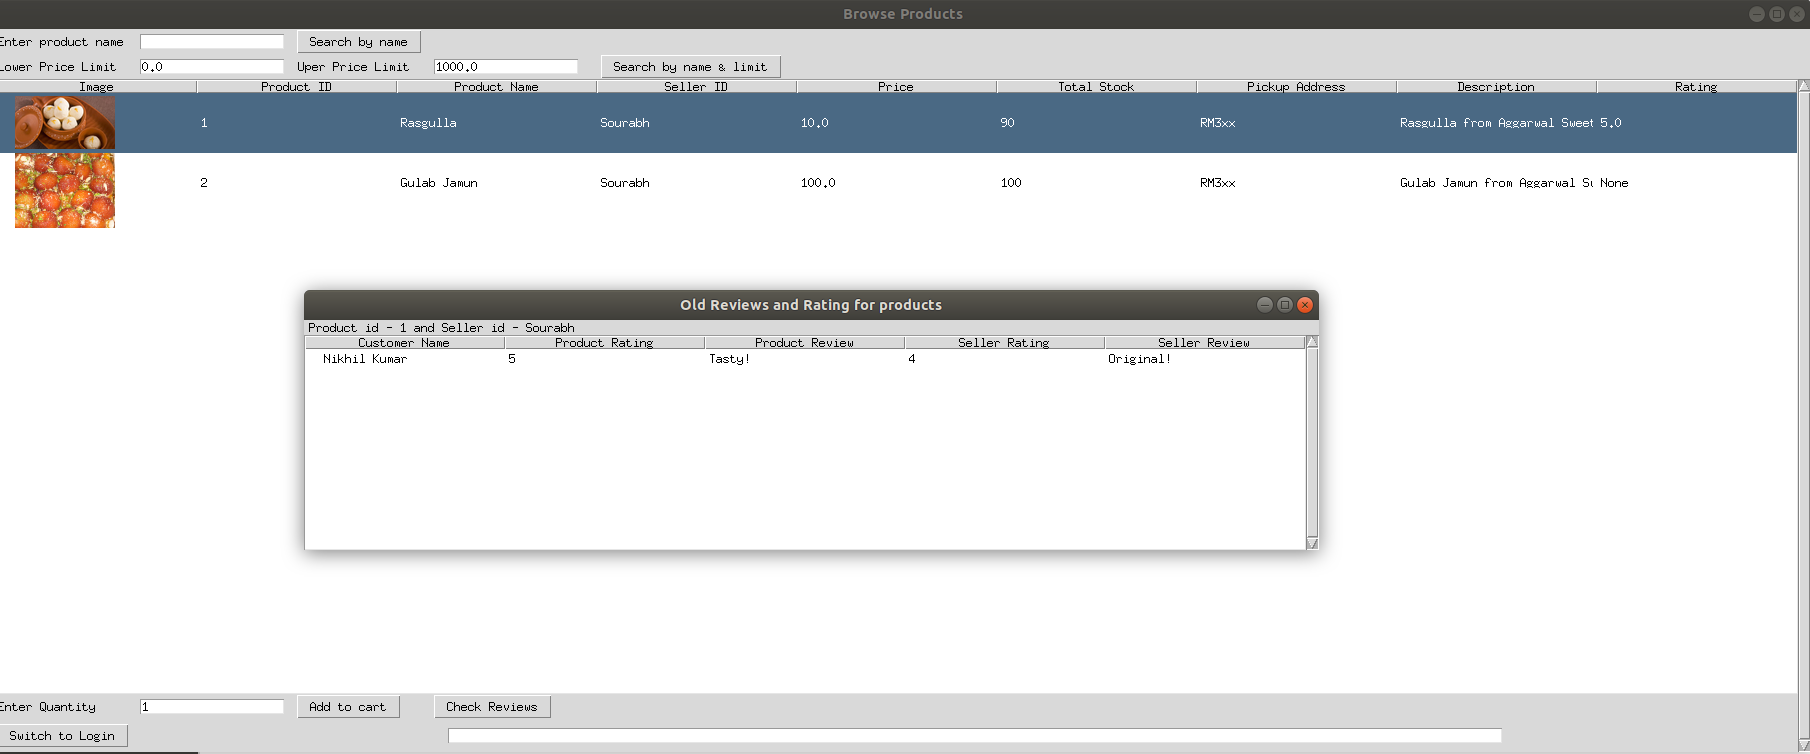 Browse Products
Enter product name Search by name
Lower Price Limit 0.0 Uper Price Limit 1000.0 Search by name & limit
Image Product ID Product Name Seller ID Price Total Stock Pickup Address Description Rating
1 Rasgulla Sourabh 10.0 90 RM3xx Rasgulla from Aggarwal Sweet 5.0
2 Gulab Jamun Sourabh 100.0 100 RM3xx Gulab Jamun from Aggarwal None
Old Reviews and Rating for products
Product id - 1 and Seller id - Sourabh
Customer Name Product Rating Product Review Seller Rating Seller Review
Nikhil Kumar 5 Tasty! 4 Original!
Enter Quantity 1 Add to cart Check Reviews
Switch to Login